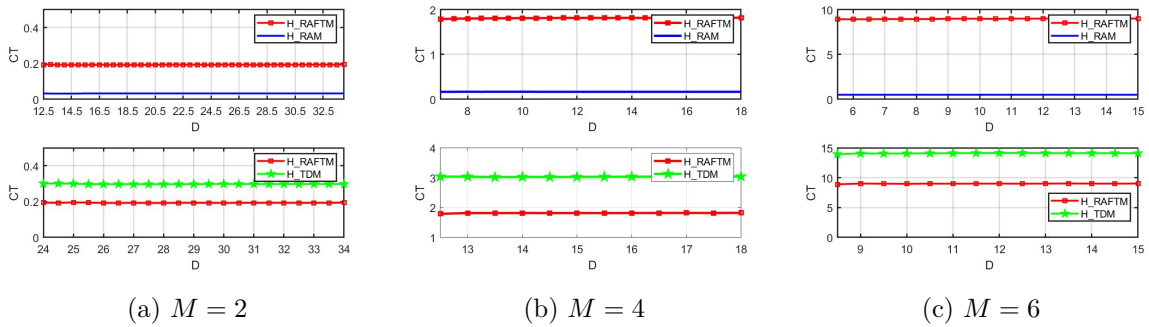 CT
0.4
0.2
0
H_RAFTM
H_RAM
12.5 14.5 16.5 18.5 20.5 22.5 24.5 26.5 28.5 30.5 32.5
D
CT
2
1
0
H_RAFTM
H_RAM
8 10 12 14 16 18
D
CT
10
5
0
H_RAFTM
H_RAM
6 7 8 9 10 11 12 13 14 15
D
CT
0.4
0.2
0
H_RAFTM
H_TDM
24 25 26 27 28 29 30 31 32 33 34
D
CT
4
3
2
1
H_RAFTM
H_TDM
13 14 15 16 17 18
D
CT
15
10
5
0
H_RAFTM
H_TDM
9 10 11 12 13 14 15
D
(a) M = 2
(b) M = 4
(c) M = 6